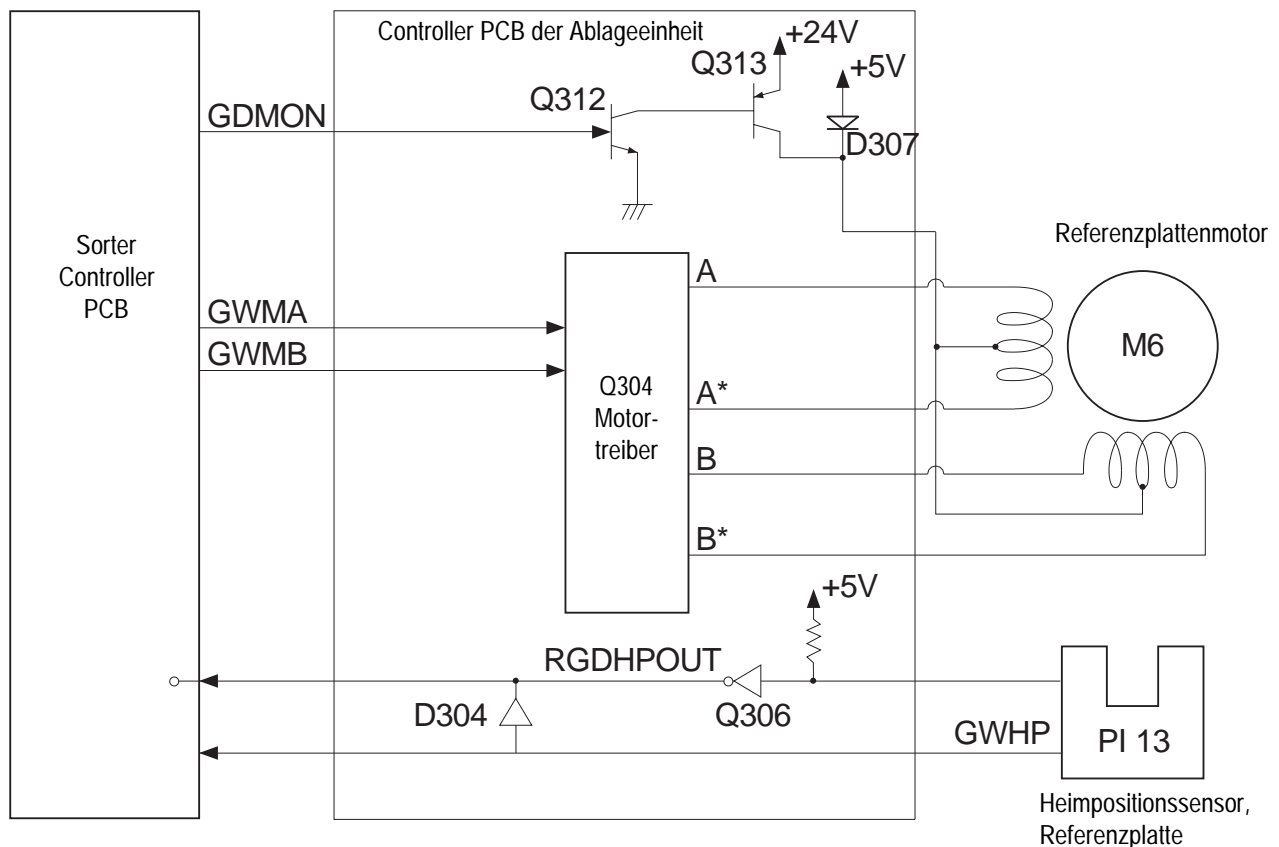 Controller PCB der Ablageeinheit
+24V
Q313
+5V
Q312
GDMON
D307
Sorter
Controller
PCB
Referenzplattenmotor
A
GWMA
M6
GWMB
Q304
Motor-
treiber
A*
B
B*
+5V
RGDHPOUT
D304
Q306
GWHP
PI 13
Heimpositionssensor,
Referenzplatte